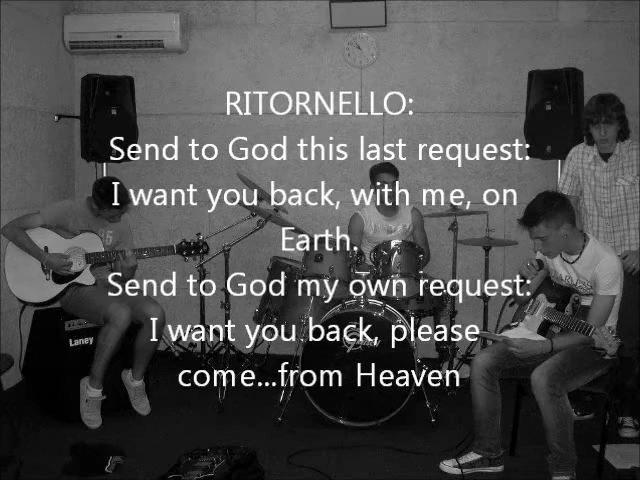 RITORNELLO:
Send to God this last request:
I want you back, with me, on
Earth.
Send to God my own request:
I want you back, please
come...from Heaven
Laney